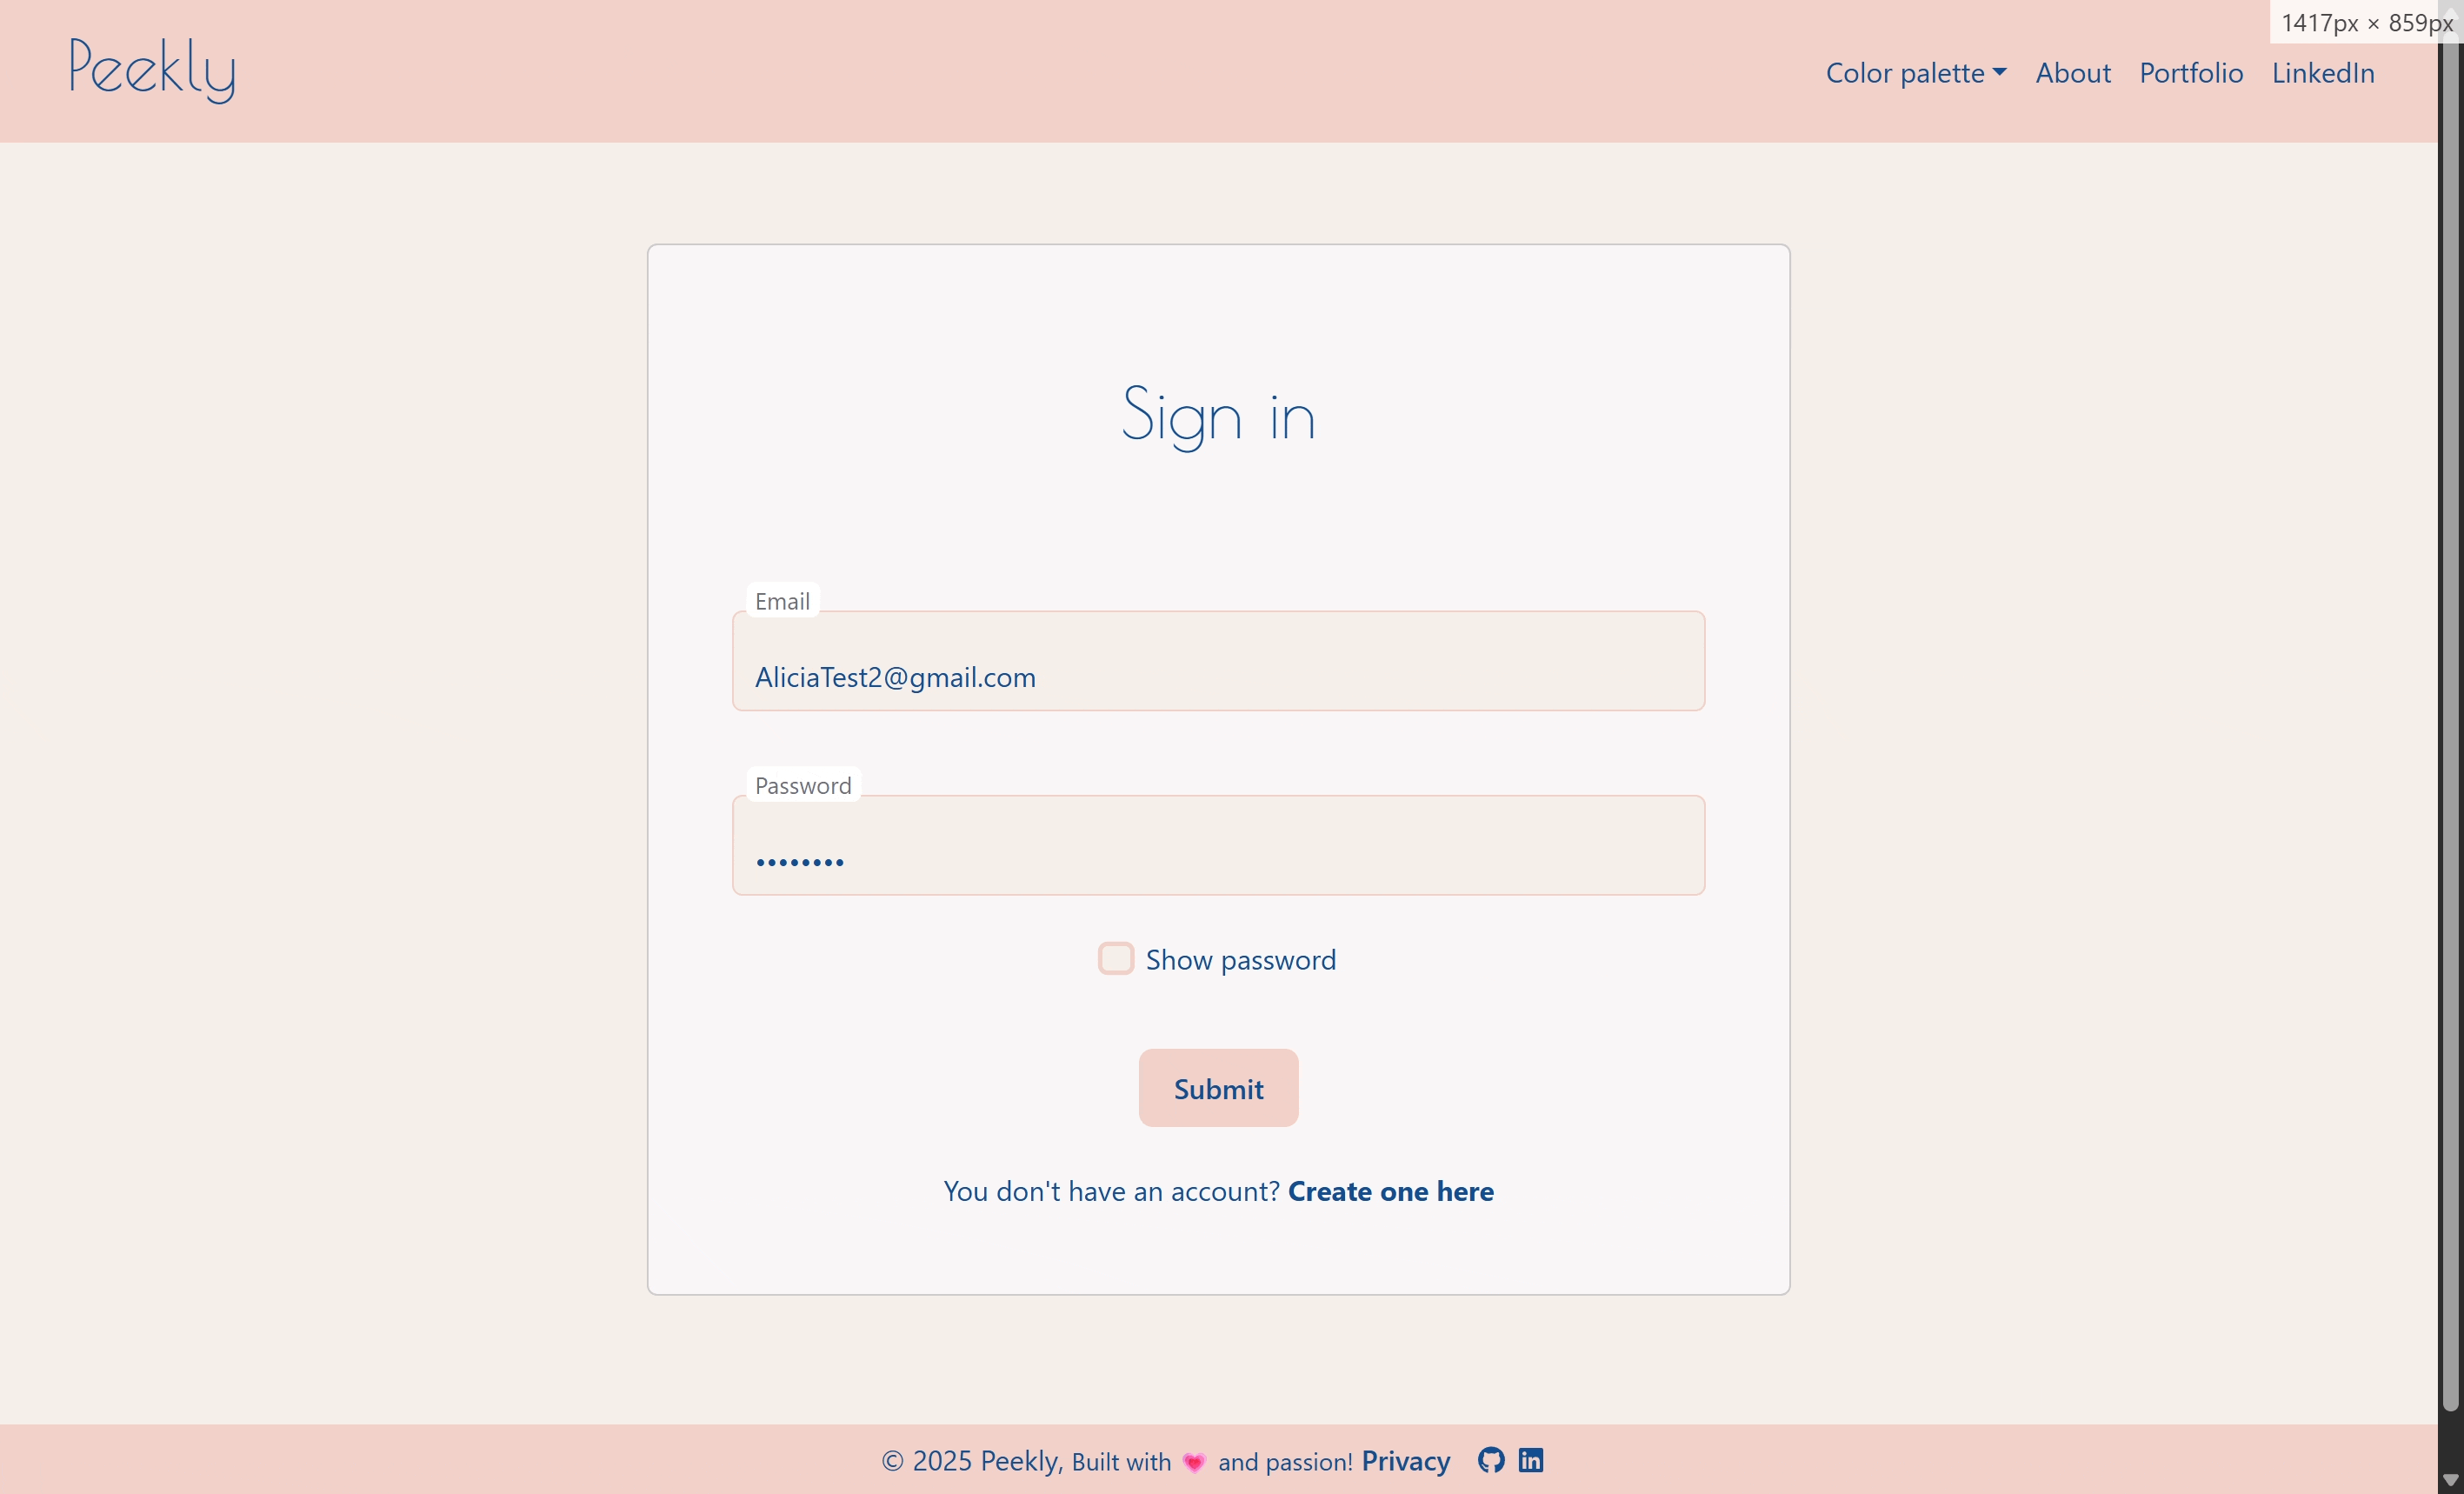 1417px × 859px
Peekly
Color palette About Portfolio LinkedIn
Sign in
Email
AliciaTest2@gmail.com
Password
••••••••
Show password
Submit
You don't have an account? Create one here
© 2025 Peekly, Built with 💗 and passion! Privacy in